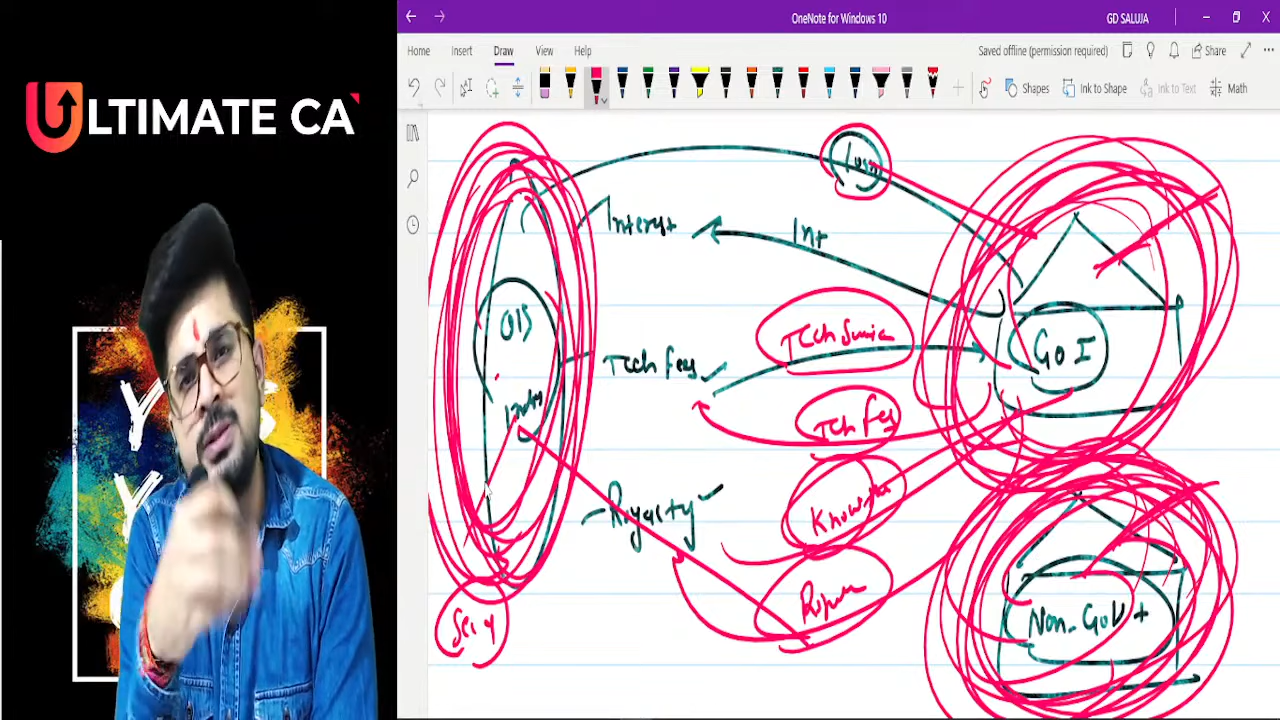 OneNote for Windows 10
GD SALUJA
Home Insert Draw View Help
Saved offline (permission required)
Share
Shapes
Ink to Shape
Ink to Text
Math
ULTIMATE CA
Loan
Interest
Int
OIS
Tech Fees
Tech Service
GOI
Tech Fees
Royalty
Non-Govt